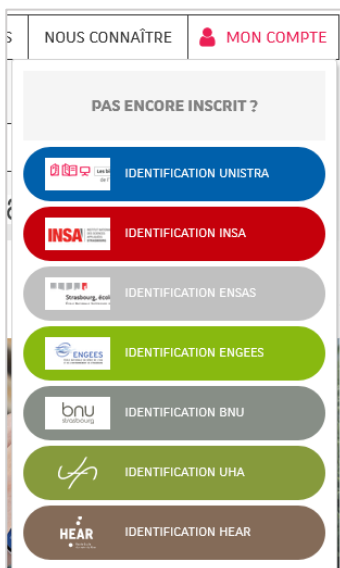 S NOUS CONNAÎTRE MON COMPTE
PAS ENCORE INSCRIT ?
IDENTIFICATION UNISTRA
INSA
IDENTIFICATION INSA
Strasbourg, écol
IDENTIFICATION ENSAS
ENGEES
IDENTIFICATION ENGEES
bnu
strasbourg
IDENTIFICATION BNU
IDENTIFICATION UHA
HEAR
IDENTIFICATION HEAR